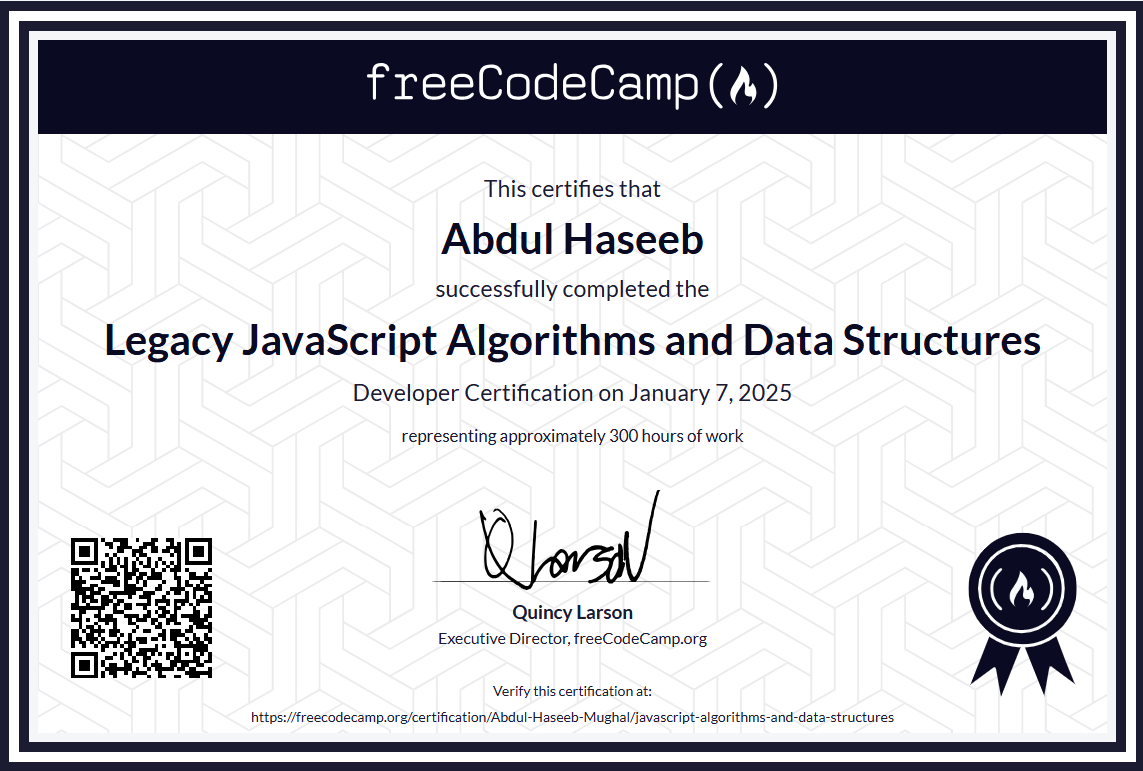 freeCodeCamp
This certifies that
Abdul Haseeb
successfully completed the
Legacy JavaScript Algorithms and Data Structures
Developer Certification on January 7, 2025
representing approximately 300 hours of work
Q Larson
Quincy Larson
Executive Director, freeCodeCamp.org
Verify this certification at:
https://freecodecamp.org/certification/Abdul-Haseeb-Mughal/javascript-algorithms-and-data-structures